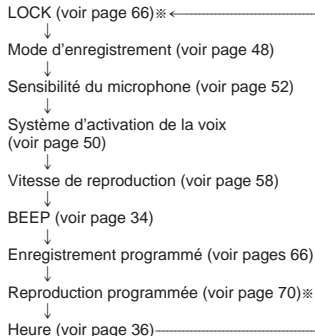 LOCK (voir page 66)※
Mode d'enregistrement (voir page 48)
Sensibilité du microphone (voir page 52)
Système d'activation de la voix
(voir page 50)
Vitesse de reproduction (voir page 58)
BEEP (voir page 34)
Enregistrement programmé (voir pages 66)
Reproduction programmée (voir page 70)※
Heure (voir page 36)